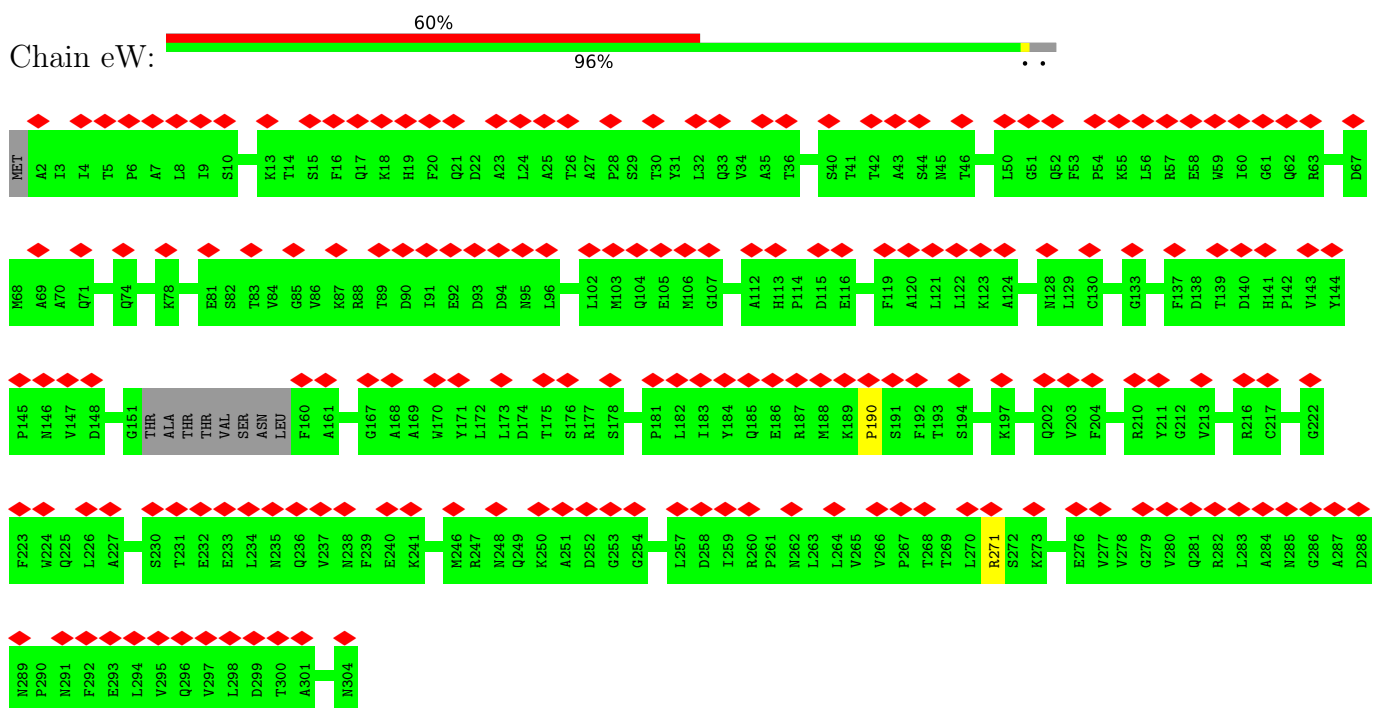 60%
Chain eW:
96%
• •
MET A2 I3 I4 T5 P6 A7 L8 I9 S10 K13 T14 S15 F16 Q17 K18 H19 F20 Q21 D22 A23 L24 A25 T26 A27 P28 S29 T30 Y31 L32 Q33 V34 A35 T36 S40 T41 T42 A43 S44 N45 T46 L50 G51 Q52 F53 P54 K55 L56 R57 E58 W59 I60 G61 Q62 R63 D67
M68 A69 A70 Q71 Q74 K78 E81 S82 T83 V84 G85 V86 K87 R88 T89 D90 I91 E92 D93 D94 N95 L96 L102 M103 Q104 E105 M106 G107 A112 H113 P114 D115 E116 F119 A120 L121 L122 K123 A124 N128 L129 C130 G133 F137 D138 T139 D140 H141 P142 V143 Y144
P145 N146 V147 D148 G151 THR ALA THR THR VAL SER ASN LEU F160 A161 G167 A168 A169 W170 Y171 L172 L173 D174 T175 S176 R177 S178 P181 L182 I183 Y184 Q185 E186 R187 M188 K189 P190 S191 F192 T193 S194 K197 Q202 V203 F204 R210 Y211 G212 V213 R216 C217 G222
F223 W224 Q225 L226 A227 S230 T231 E232 E233 L234 N235 Q236 V237 N238 F239 E240 K241 M246 R247 N248 Q249 K250 A251 D252 G253 G254 L257 D258 I259 R260 P261 N262 L263 L264 V265 V266 P267 T268 T269 L270 R271 S272 K273 E276 V277 V278 G279 V280 Q281 R282 L283 A284 N285 G286 A287 D288
N289 P290 N291 F292 E293 L294 V295 Q296 V297 L298 D299 T300 A301 N304